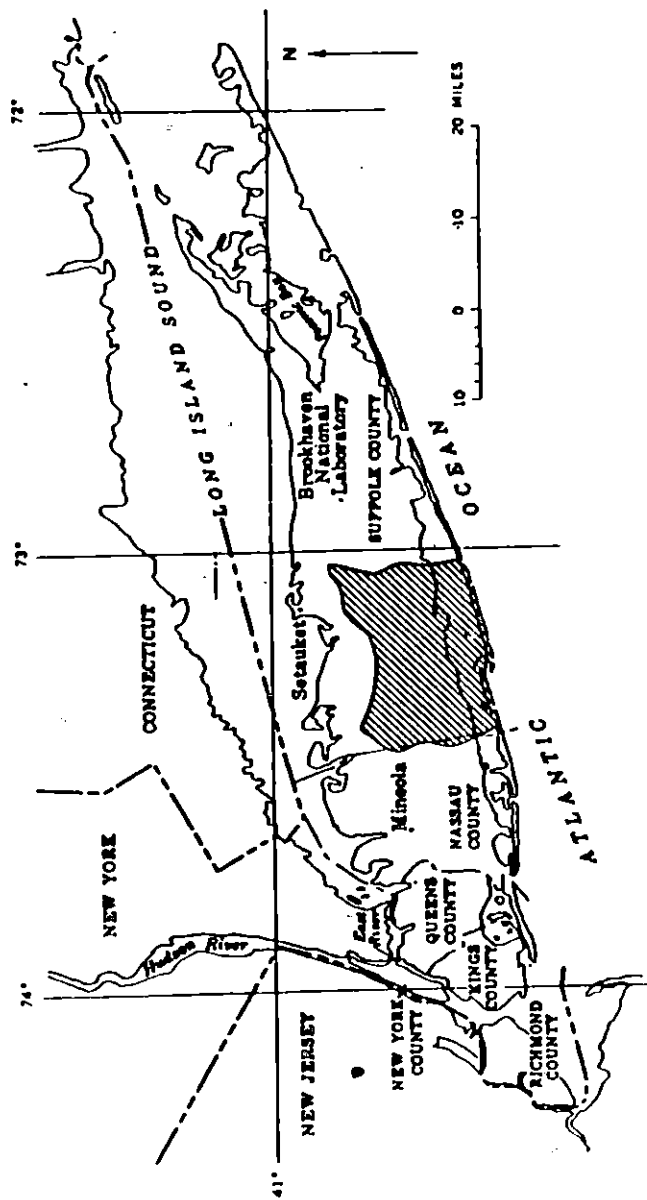 74°
73°
72°
41°
NEW YORK
CONNECTICUT
Hudson
River
LONG ISLAND SOUND
N
NEW JERSEY
East
River
Setauket
Mineola
Brookhaven
National
Laboratory
NEW YORK
COUNTY
QUEENS
COUNTY
KINGS
COUNTY
NASSAU
COUNTY
SUFFOLK COUNTY
RICHMOND
COUNTY
ATLANTIC
OCEAN
10
0
10
20 MILES